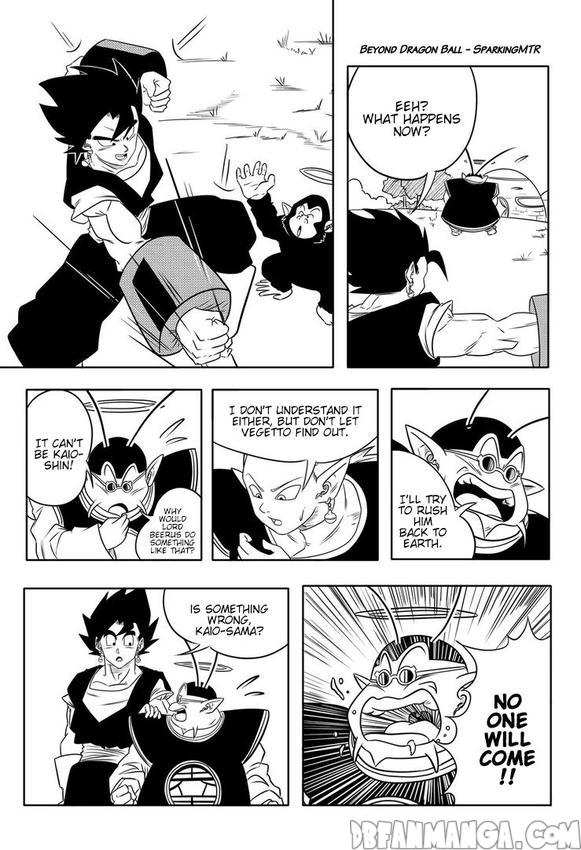 BEYOND DRAGON BALL - SPARKINGMTR
EEH?
WHAT HAPPENS
NOW?
IT CAN'T
BE KAIO-
SHIN!
WHY
WOULD
LORD
BEERUS DO
SOMETHING
LIKE THAT?
I DON'T UNDERSTAND IT
EITHER, BUT DON'T LET
VEGETTO FIND OUT.
I'LL TRY
TO RUSH
HIM
BACK TO
EARTH.
IS SOMETHING
WRONG,
KAIO-SAMA?
NO
ONE
WILL
COME
!!
DBFANMANGA.COM